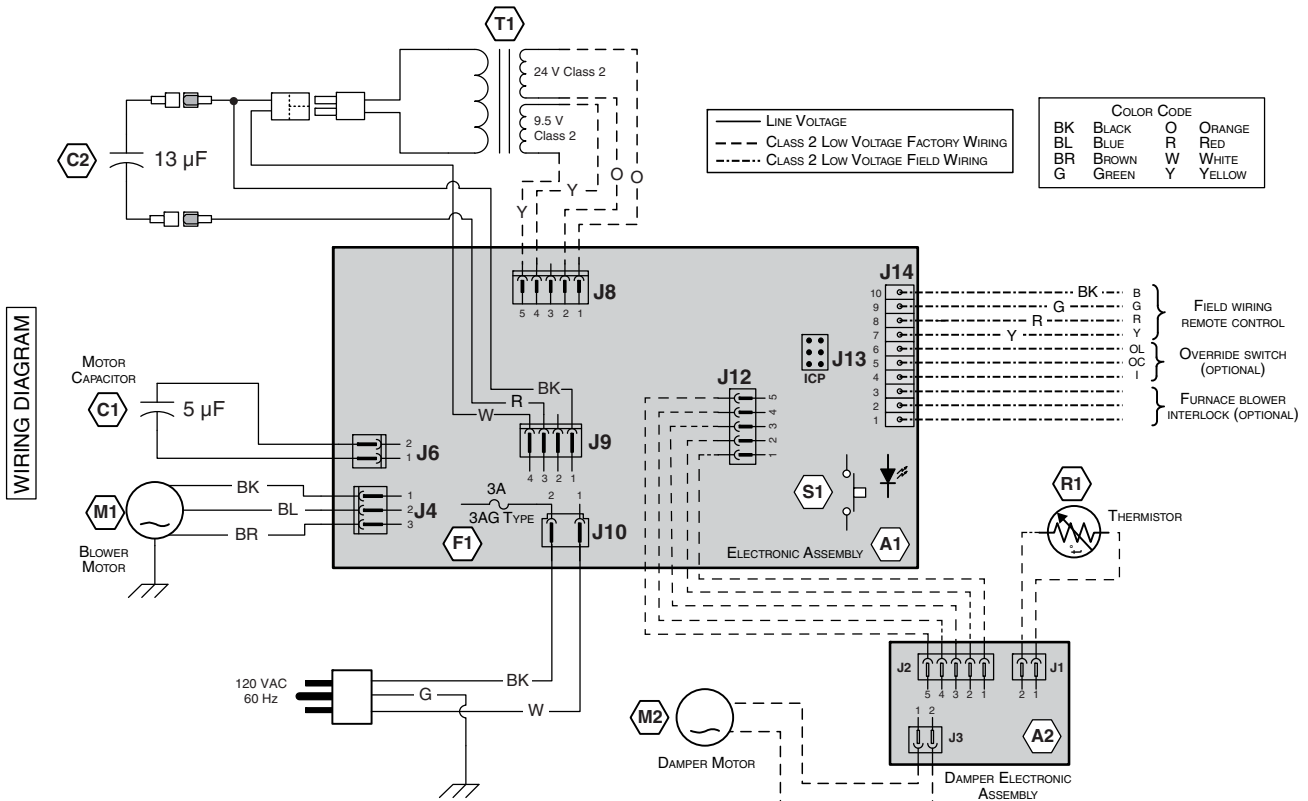 T1
24 V Class 2
9.5 V
Class 2
C2
13 µF
O O
Y
Y
LINE VOLTAGE
CLASS 2 LOW VOLTAGE FACTORY WIRING
CLASS 2 LOW VOLTAGE FIELD WIRING
COLOR CODE
BK BLACK O ORANGE
BL BLUE R RED
BR BROWN W WHITE
G GREEN Y YELLOW
WIRING DIAGRAM
J8
5 4 3 2 1
J14
10 BK B
9 G G
8 R R
7 Y Y
6 OL
5 OC
4 I
3
2
1
FIELD WIRING
REMOTE CONTROL
OVERRIDE SWITCH
(OPTIONAL)
FURNACE BLOWER
INTERLOCK (OPTIONAL)
J13
ICP
J12
5
4
3
2
1
MOTOR
CAPACITOR
C1
5 µF
BK
R
W
J9
4 3 2 1
2
1
J6
M1
BLOWER
MOTOR
BK
BL
BR
1
2
3
J4
3A
3AG TYPE
F1
2 1
J10
S1
ELECTRONIC ASSEMBLY
A1
R1
THERMISTOR
t°
120 VAC
60 Hz
BK
G
W
J2
5 4 3 2 1
J1
2 1
M2
DAMPER MOTOR
1 2
J3
A2
DAMPER ELECTRONIC
ASSEMBLY